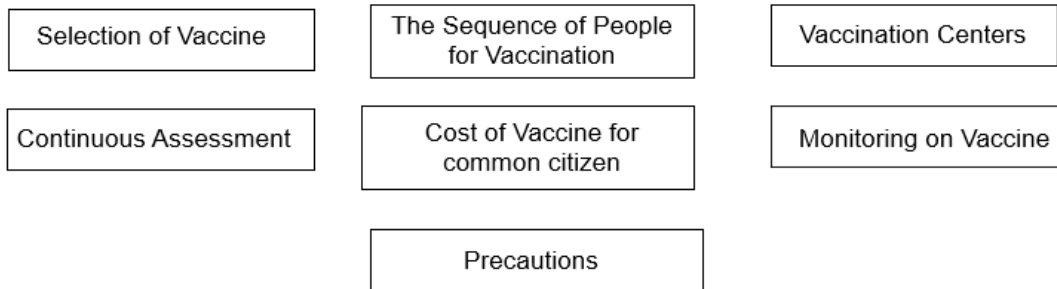 Selection of Vaccine
The Sequence of People
for Vaccination
Vaccination Centers
Continuous Assessment
Cost of Vaccine for
common citizen
Monitoring on Vaccine
Precautions